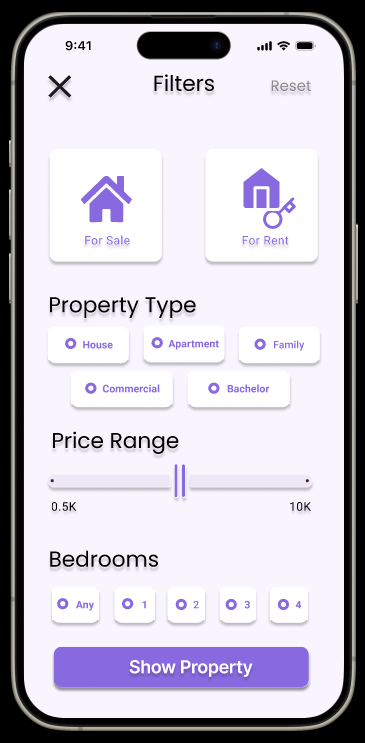 9:41
Filters
Reset
For Sale
For Rent
Property Type
House
Apartment
Family
Commercial
Bachelor
Price Range
0.5K
10K
Bedrooms
Any
1
2
3
4
Show Property